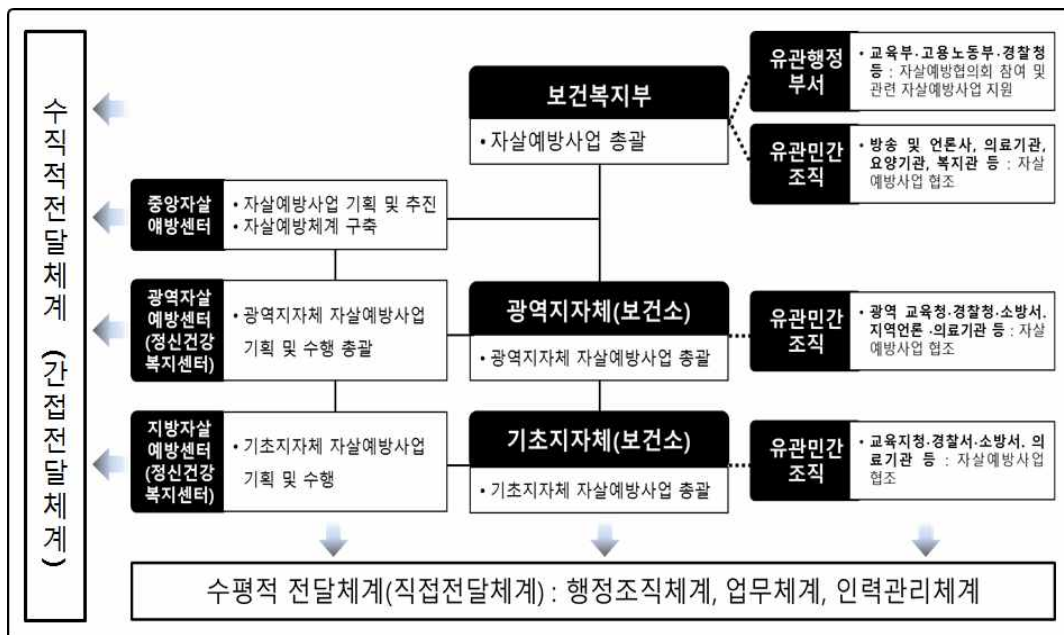 수직적전달체계 (간접전달체계)
보건복지부
• 자살예방사업 총괄
유관행정
부서
• 교육부·고용노동부·경찰청
등 : 자살예방협의회 참여 및
관련 자살예방사업 지원
유관민간
조직
• 방송 및 언론사, 의료기관,
요양기관, 복지관 등 : 자살
예방사업 협조
중앙자살
얘방센터
• 자살예방사업 기획 및 추진
• 자살예방체계 구축
광역자살
예방센터
(정신건강
복지센터)
• 광역지자체 자살예방사업
기획 및 수행 총괄
광역지자체(보건소)
• 광역지자체 자살예방사업 총괄
유관민간
조직
• 광역 교육청·경찰청·소방서,
지역언론 ·의료기관 등 : 자살
예방사업 협조
지방자살
예방센터
(정신건강
복지센터)
• 기초지자체 자살예방사업
기획 및 수행
기초지자체(보건소)
• 기초지자체 자살예방사업 총괄
유관민간
조직
• 교육지청·경찰서·소방서, 의
료기관 등 : 자살예방사업
협조
수평적 전달체계(직접전달체계) : 행정조직체계, 업무체계, 인력관리체계